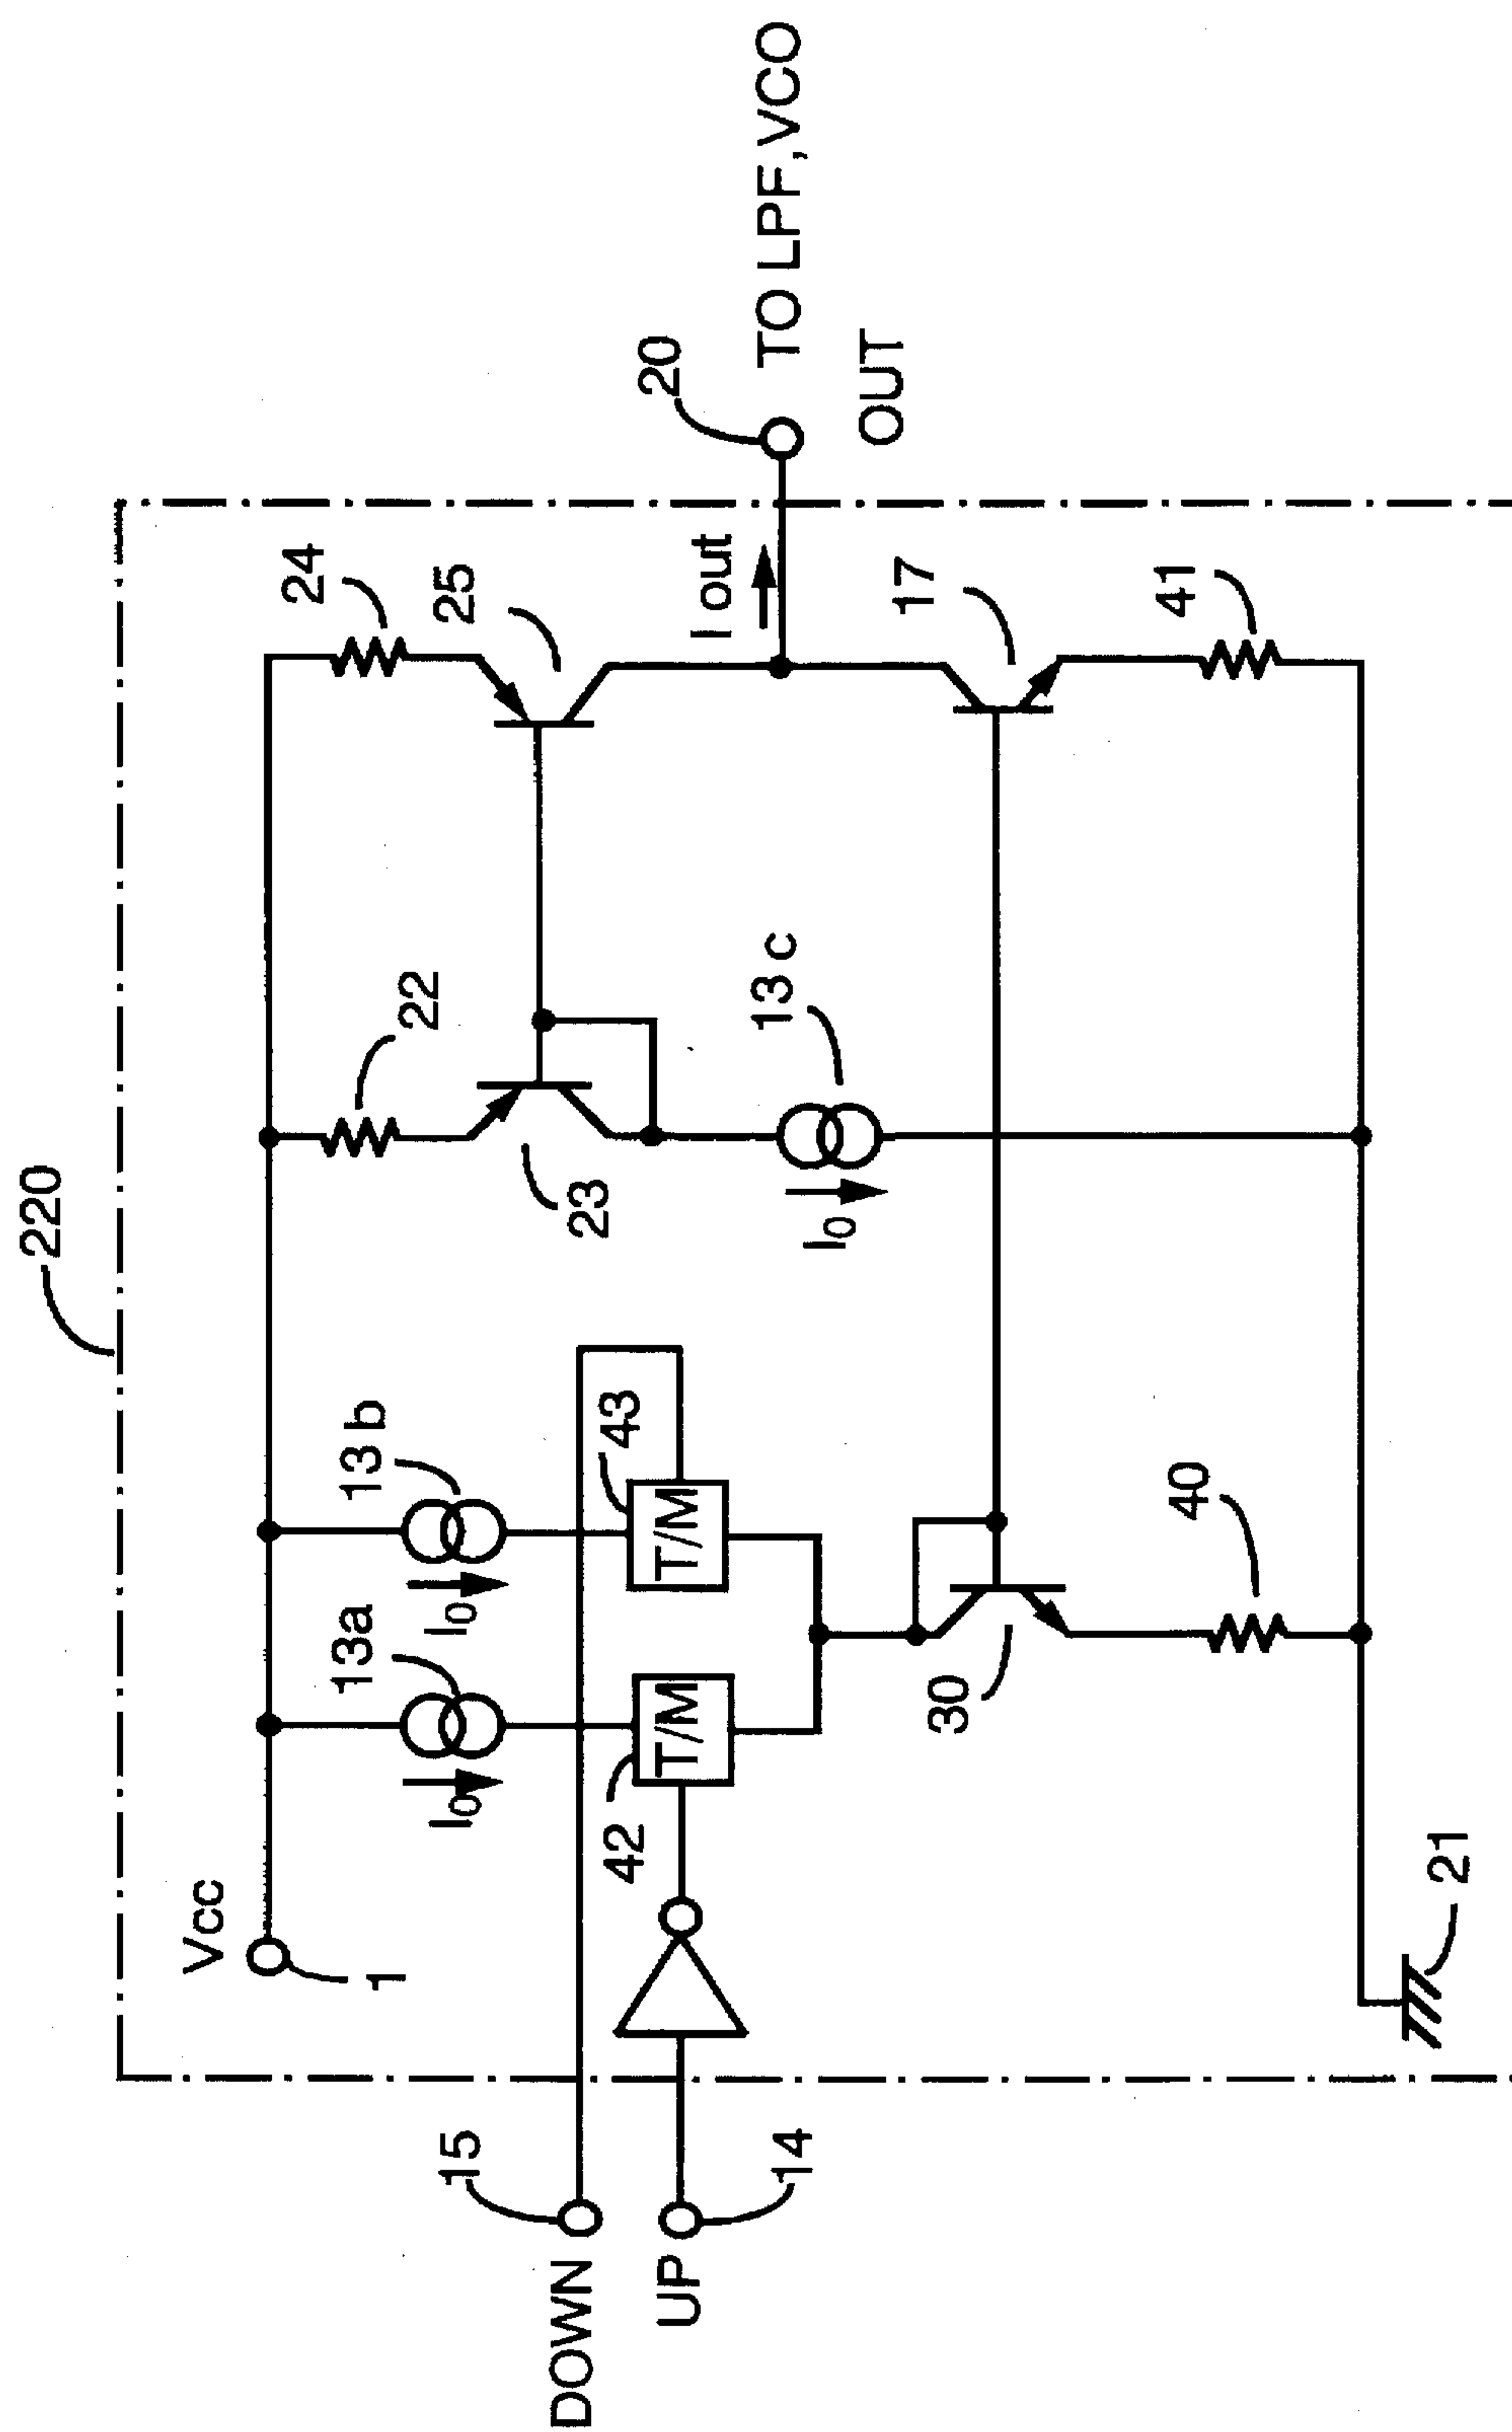 220
Vcc
1
13a
13 b
22
24
I0
I0
23
25
15
DOWN
42
T/M
43
T/M
20
UP
14
13 c
I0
I out
TO LPF, VCO
OUT
30
17
40
41
21